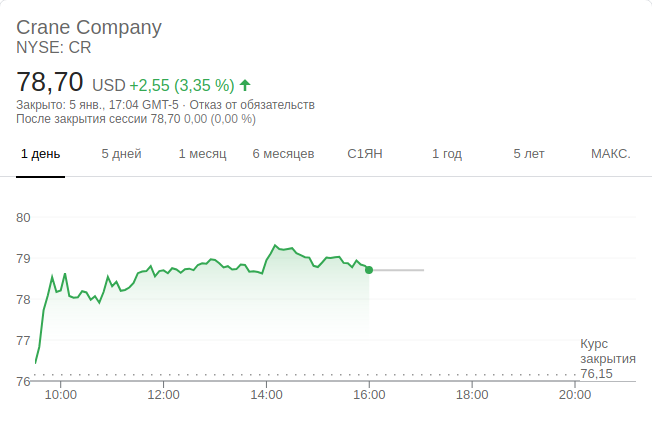 Crane Company
NYSE: CR
78,70 USD +2,55 (3,35 %)
Закрыто: 5 янв., 17:04 GMT-5 · Отказ от обязательств
После закрытия сессии 78,70 0,00 (0,00 %)
1 день 5 дней 1 месяц 6 месяцев С1ЯН 1 год 5 лет МАКС.
80
79
78
77
76
Курс
закрытия
76,15
10:00 12:00 14:00 16:00 18:00 20:00